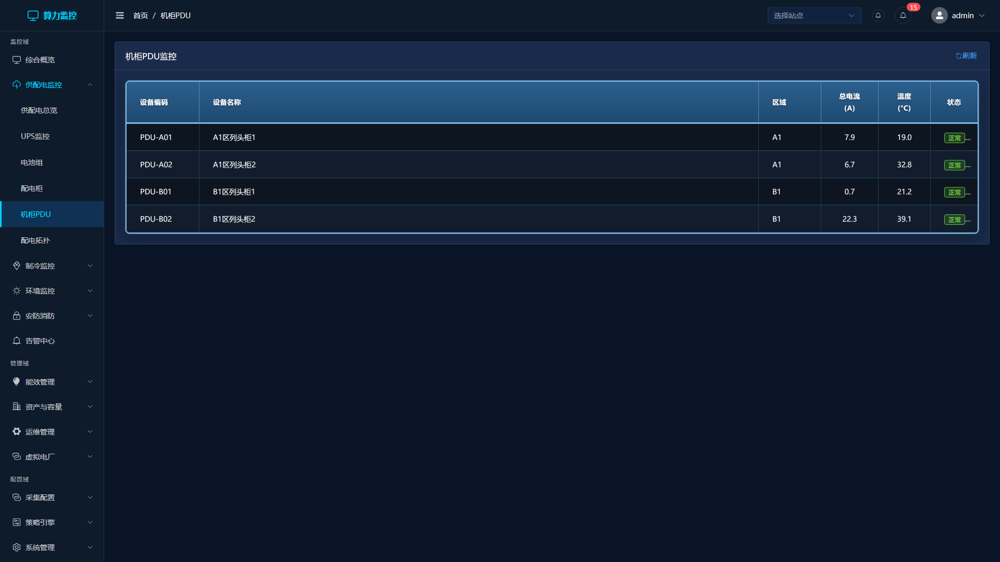 算力监控
监控域
综合概览
供配电监控
供配电总览
UPS监控
电池组
配电柜
机柜PDU
配电拓扑
制冷监控
环境监控
安防消防
告警中心
管理域
能效管理
资产与容量
运维管理
虚拟电厂
配置域
采集配置
策略引擎
系统管理
首页 / 机柜PDU
选择站点
15
admin
机柜PDU监控
刷新
设备编码 设备名称 区域 总电流 (A) 温度 (°C) 状态
PDU-A01 A1区列头柜1 A1 7.9 19.0 正常...
PDU-A02 A1区列头柜2 A1 6.7 32.8 正常...
PDU-B01 B1区列头柜1 B1 0.7 21.2 正常...
PDU-B02 B1区列头柜2 B1 22.3 39.1 正常...